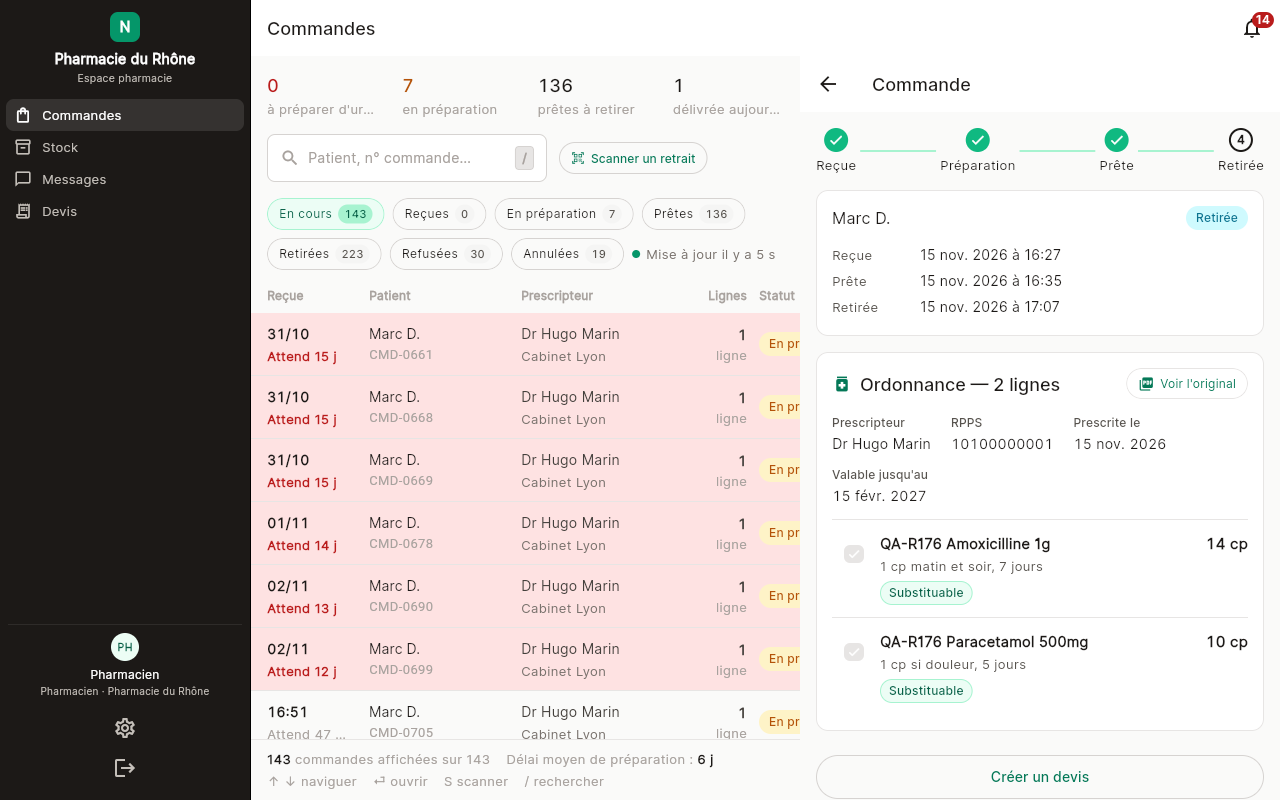 N
Pharmacie du Rhône
Espace pharmacie
Commandes
Stock
Messages
Devis
PH
Pharmacien
Pharmacien · Pharmacie du Rhône
Commandes
14
0
à préparer d'ur...
7
en préparation
136
prêtes à retirer
1
délivrée aujour...
Patient, n° commande...
/
Scanner un retrait
En cours 143
Reçues 0
En préparation 7
Prêtes 136
Retirées 223
Refusées 30
Annulées 19
Mise à jour il y a 5 s
Reçue Patient Prescripteur Lignes Statut
31/10 Marc D. Dr Hugo Marin 1 En pr
Attend 15 j CMD-0661 Cabinet Lyon ligne
31/10 Marc D. Dr Hugo Marin 1 En pr
Attend 15 j CMD-0668 Cabinet Lyon ligne
31/10 Marc D. Dr Hugo Marin 1 En pr
Attend 15 j CMD-0669 Cabinet Lyon ligne
01/11 Marc D. Dr Hugo Marin 1 En pr
Attend 14 j CMD-0678 Cabinet Lyon ligne
02/11 Marc D. Dr Hugo Marin 1 En pr
Attend 13 j CMD-0690 Cabinet Lyon ligne
02/11 Marc D. Dr Hugo Marin 1 En pr
Attend 12 j CMD-0699 Cabinet Lyon ligne
16:51 Marc D. Dr Hugo Marin 1 En pr
Attend 47 ... CMD-0705 Cabinet Lyon ligne
143 commandes affichées sur 143 Délai moyen de préparation : 6 j
↑ ↓ naviguer ⏎ ouvrir S scanner / rechercher
← Commande
4
Reçue Préparation Prête Retirée
Marc D. Retirée
Reçue 15 nov. 2026 à 16:27
Prête 15 nov. 2026 à 16:35
Retirée 15 nov. 2026 à 17:07
Ordonnance — 2 lignes
PDF Voir l'original
Prescripteur RPPS Prescrite le
Dr Hugo Marin 10100000001 15 nov. 2026
Valable jusqu'au
15 févr. 2027
QA-R176 Amoxicilline 1g 14 cp
1 cp matin et soir, 7 jours
Substituable
QA-R176 Paracetamol 500mg 10 cp
1 cp si douleur, 5 jours
Substituable
Créer un devis